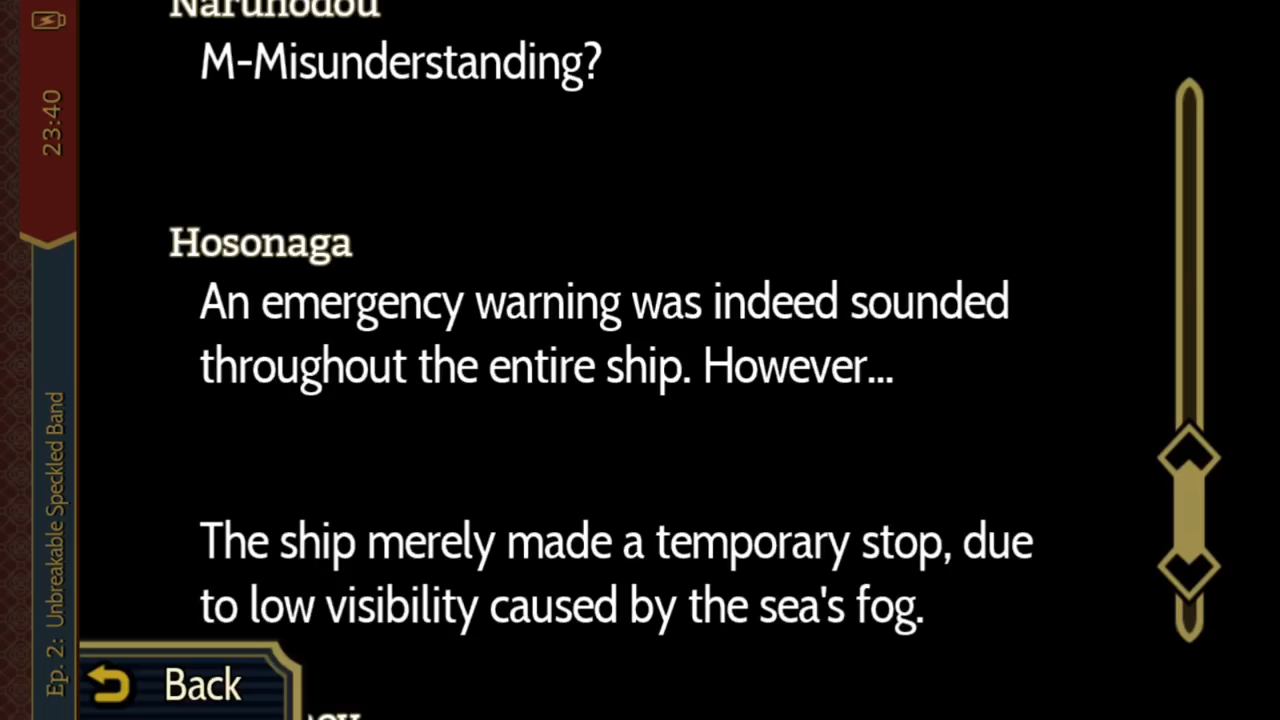 Naruhodou
M-Misunderstanding?
Hosonaga
An emergency warning was indeed sounded
throughout the entire ship. However...
The ship merely made a temporary stop, due
to low visibility caused by the sea's fog.
Back
23:40
Ep. 2: Unbreakable Speckled Band